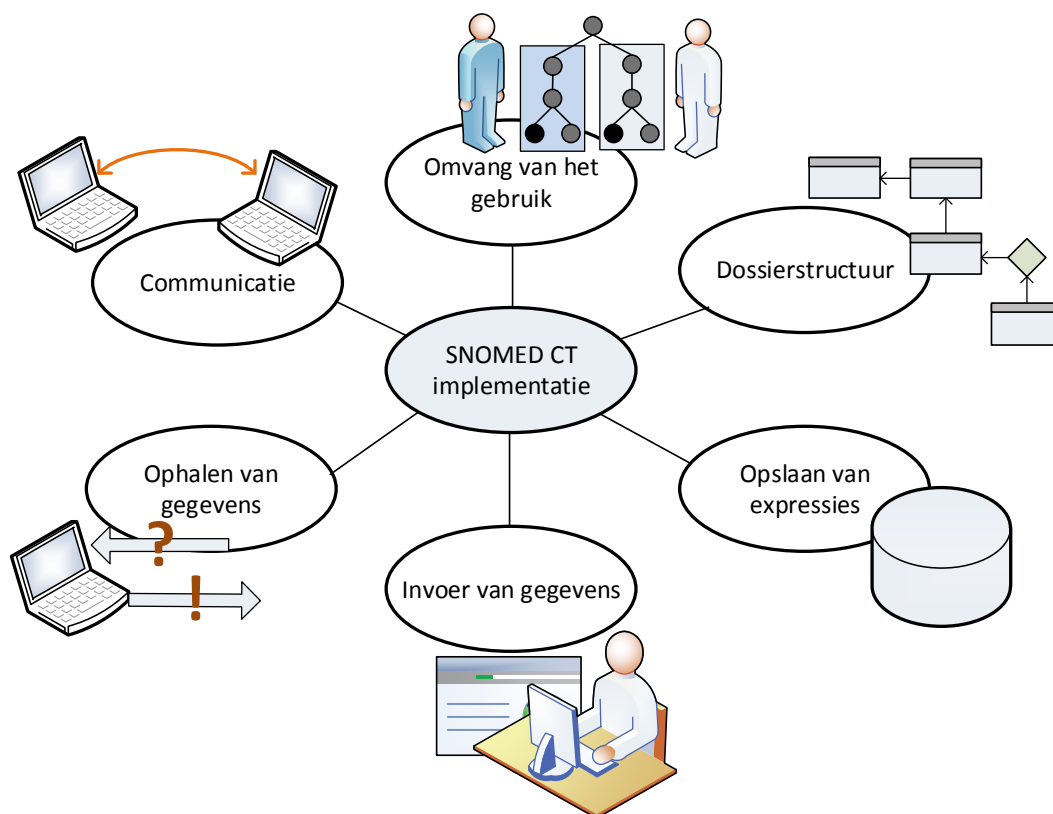 Omvang van het
gebruik
Communicatie
Dossierstructuur
SNOMED CT
implementatie
Ophalen van
gegevens
Opslaan van
expressies
?
!
Invoer van gegevens